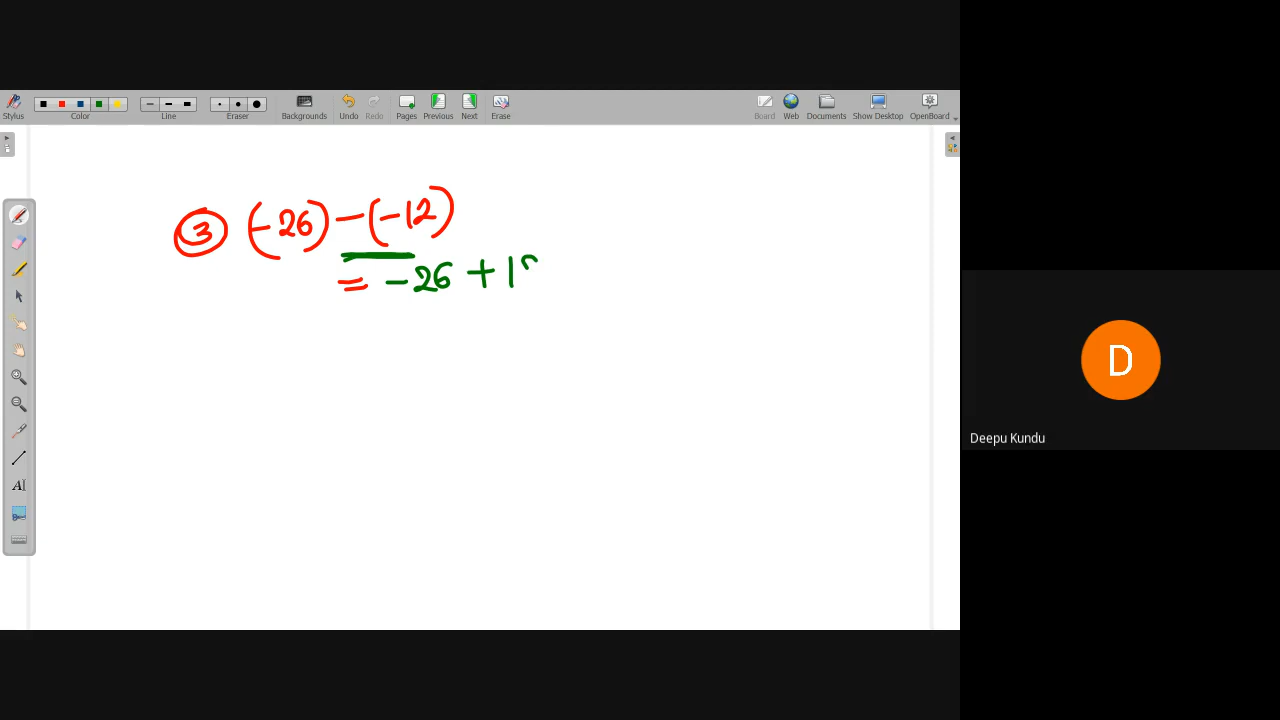 Stylus
Color
Line
Eraser
Backgrounds
Undo
Redo
Pages
Previous
Next
Erase
Board
Web
Documents
Show Desktop
OpenBoard
③ (-26) - (-12)
= -26 + 1
Deepu Kundu
D